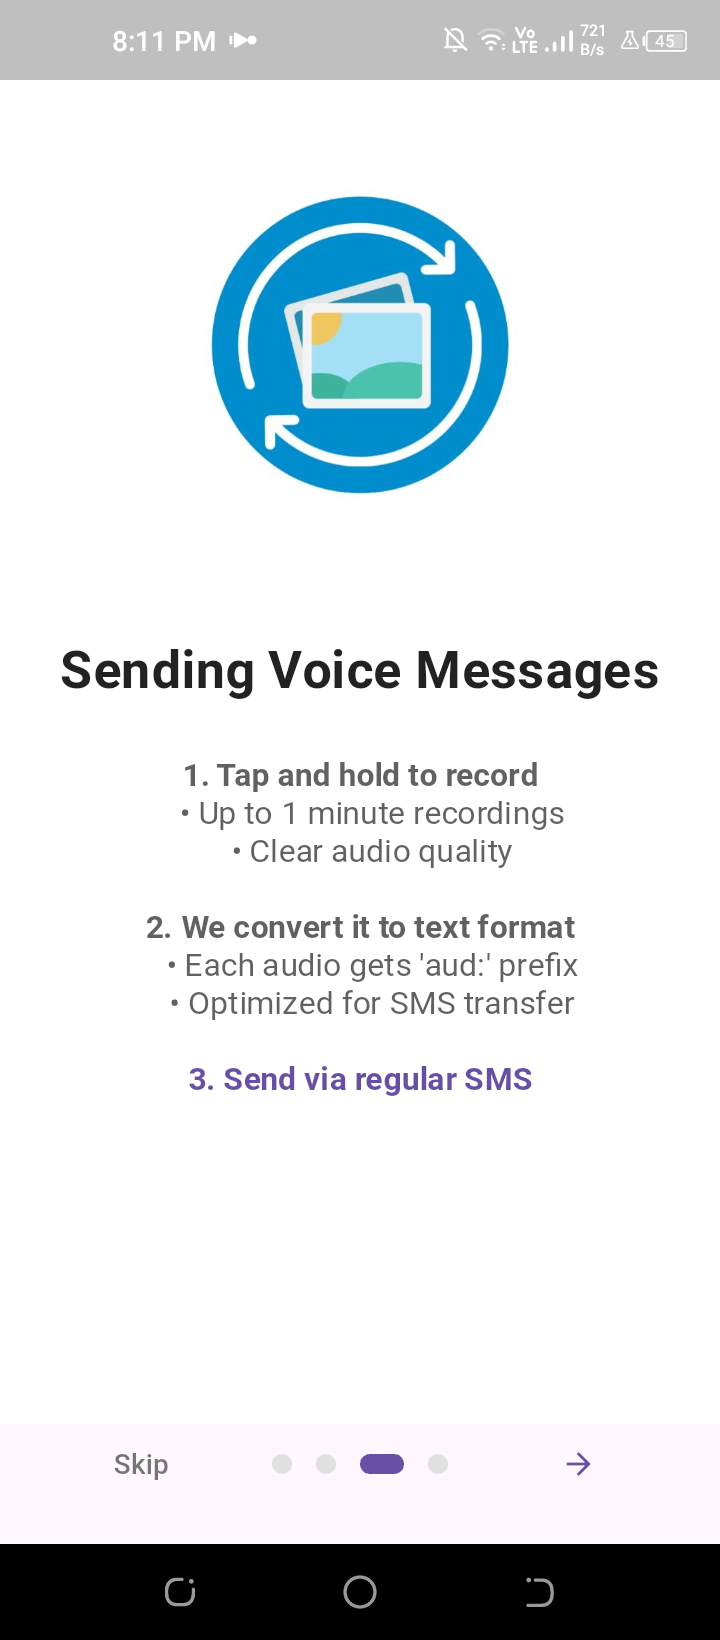 8:11 PM
Vo
LTE
721
B/s
45
Sending Voice Messages
1. Tap and hold to record
• Up to 1 minute recordings
• Clear audio quality
2. We convert it to text format
• Each audio gets 'aud:' prefix
• Optimized for SMS transfer
3. Send via regular SMS
Skip